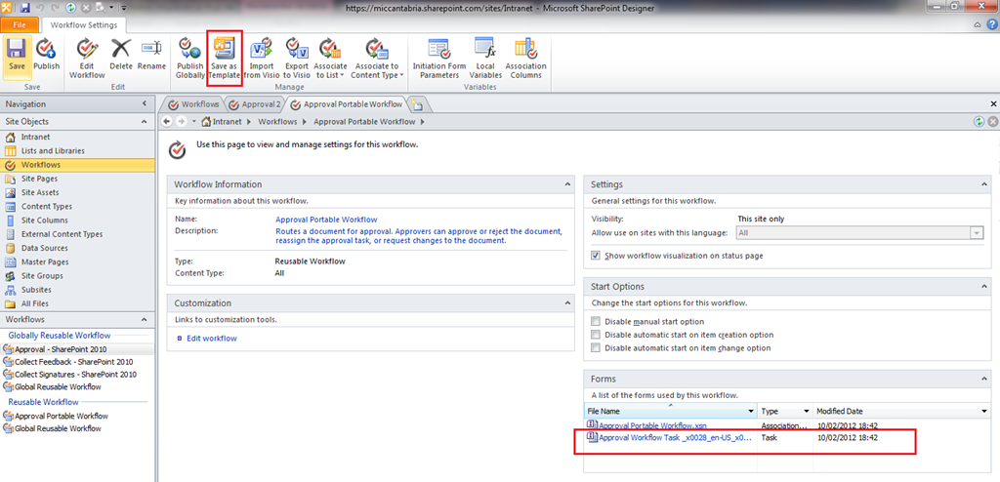 https://miccantabria.sharepoint.com/sites/Intranet - Microsoft SharePoint Designer
File
Workflow Settings
Save
Publish
Edit Workflow
Delete
Rename
Publish Globally
Save as Template
Import from Visio
Export to Visio
Associate to List
Associate to Content Type
Initiation Form Parameters
Local Variables
Association Columns
Save
Edit
Manage
Variables
Navigation
Workflows
Approval 2
Approval Portable Workflow
Site Objects
Intranet
Workflows
Approval Portable Workflow
Intranet
Lists and Libraries
Workflows
Site Pages
Site Assets
Content Types
Site Columns
External Content Types
Data Sources
Master Pages
Site Groups
Subsites
All Files
Workflows
Globally Reusable Workflow
Approval - SharePoint 2010
Collect Feedback - SharePoint 2010
Collect Signatures - SharePoint 2010
Global Reusable Workflow
Reusable Workflow
Approval Portable Workflow
Global Reusable Workflow
Use this page to view and manage settings for this workflow.
Workflow Information
Key information about this workflow.
Name: Approval Portable Workflow
Description: Routes a document for approval. Approvers can approve or reject the document,
reassign the approval task, or request changes to the document.
Type: Reusable Workflow
Content Type: All
Customization
Links to customization tools.
Edit workflow
Settings
General settings for this workflow.
Visibility: This site only
Allow use on sites with this language: All
Show workflow visualization on status page
Start Options
Change the start options for this workflow.
Disable manual start option
Disable automatic start on item creation option
Disable automatic start on item change option
Forms
A list of the forms used by this workflow.
File Name Type Modified Date
Approval Portable Workflow.xsn Association... 10/02/2012 18:42
Approval Workflow Task _x0028_en-US_x0... Task 10/02/2012 18:42